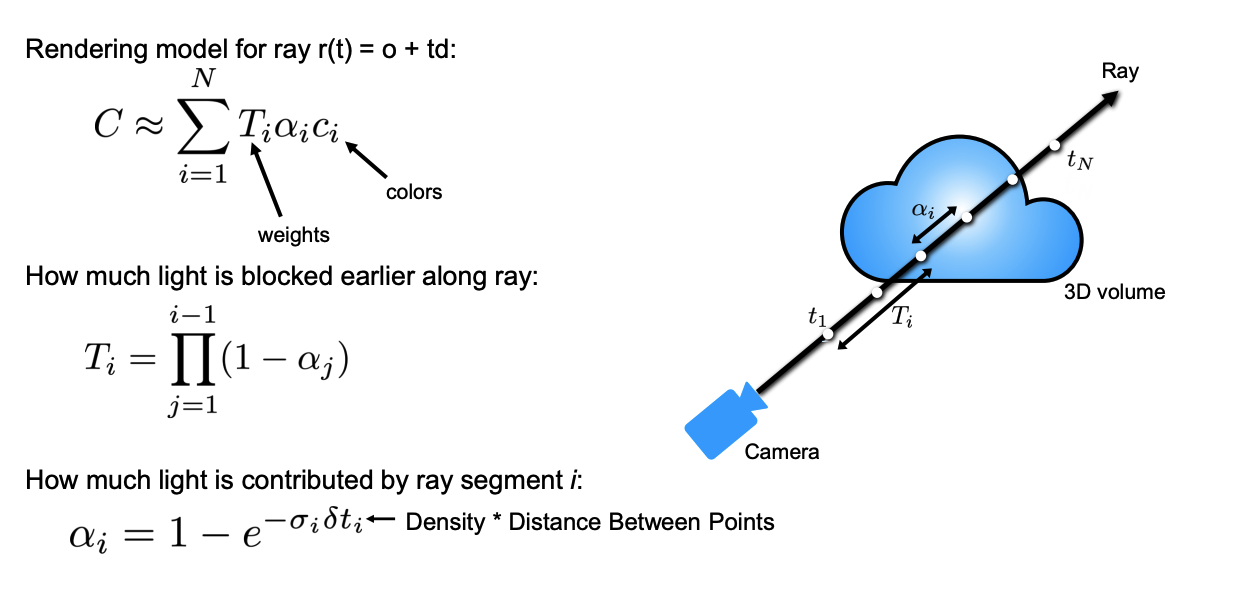 Rendering model for ray r(t) = o + td:
C ≈ ∑_{i=1}^{N} T_i α_i c_i
colors
weights
How much light is blocked earlier along ray:
T_i = ∏_{j=1}^{i−1} (1 − α_j)
How much light is contributed by ray segment i:
α_i = 1 − e^{−σ_i δt_i} Density * Distance Between Points
Ray
t_N
α_i
3D volume
t_1
T_i
Camera